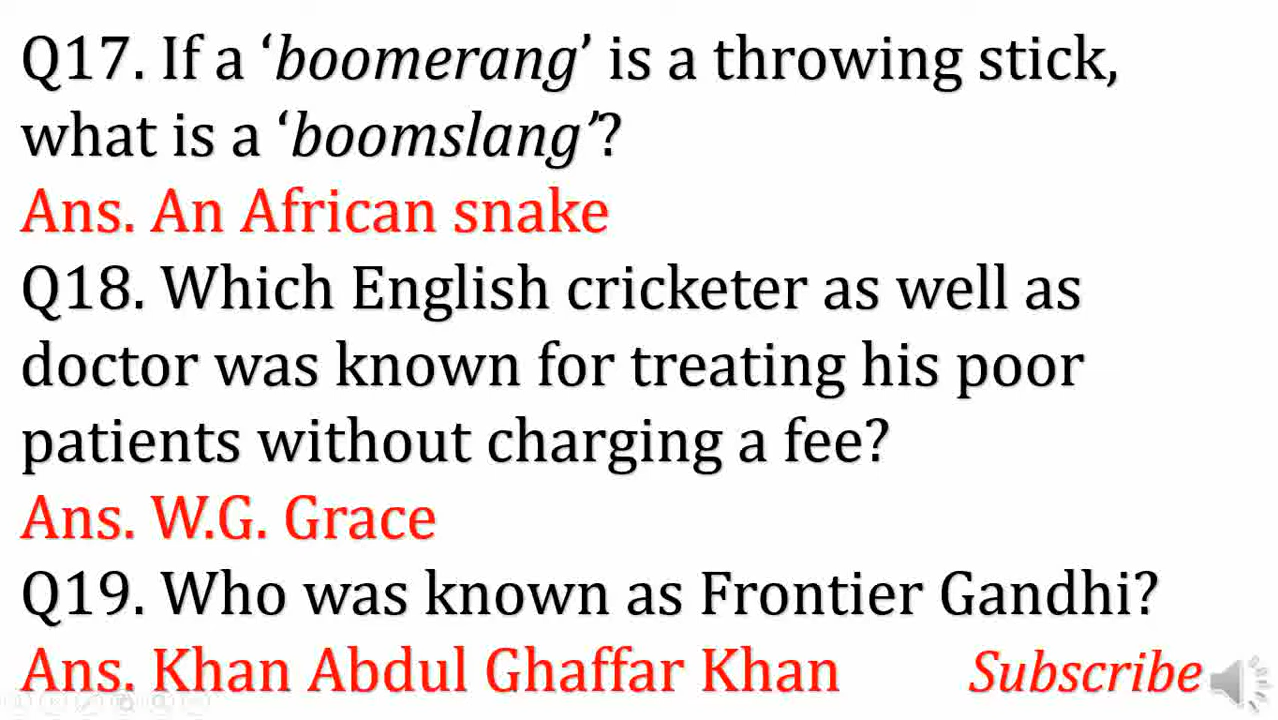 Q17. If a ‘boomerang’ is a throwing stick,
what is a ‘boomslang’?
Ans. An African snake
Q18. Which English cricketer as well as
doctor was known for treating his poor
patients without charging a fee?
Ans. W.G. Grace
Q19. Who was known as Frontier Gandhi?
Ans. Khan Abdul Ghaffar Khan Subscribe